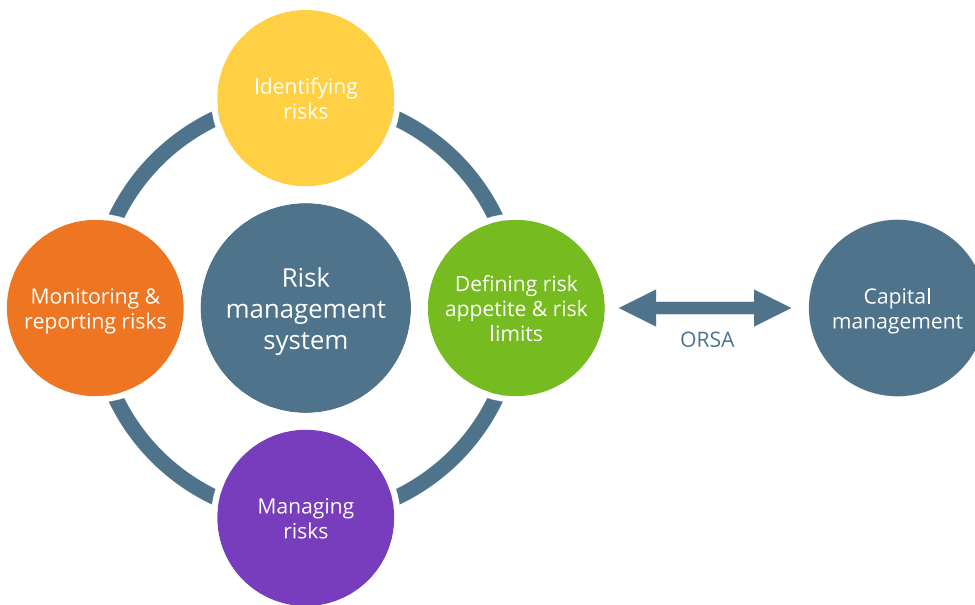 Identifying
risks
Monitoring &
reporting risks
Risk
management
system
Defining risk
appetite & risk
limits
ORSA
Capital
management
Managing
risks